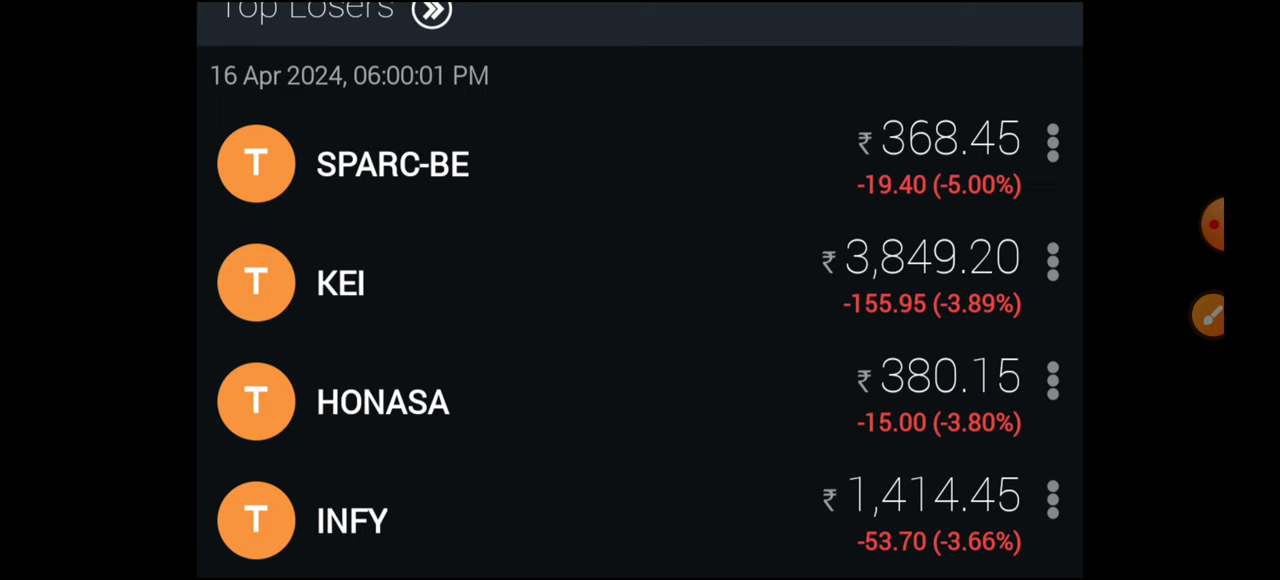 Top Losers
16 Apr 2024, 06:00:01 PM
T SPARC-BE ₹ 368.45
-19.40 (-5.00%)
T KEI ₹ 3,849.20
-155.95 (-3.89%)
T HONASA ₹ 380.15
-15.00 (-3.80%)
T INFY ₹ 1,414.45
-53.70 (-3.66%)